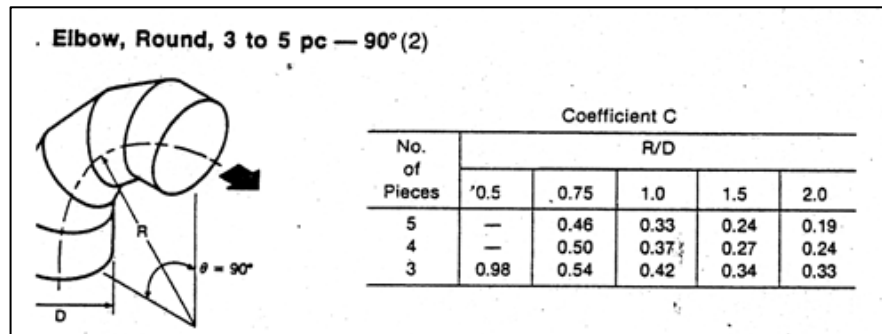 . Elbow, Round, 3 to 5 pc — 90° (2)
Coefficient C
No.
of
Pieces
R/D
'0.5 0.75 1.0 1.5 2.0
5 — 0.46 0.33 0.24 0.19
4 — 0.50 0.37 0.27 0.24
3 0.98 0.54 0.42 0.34 0.33
R
θ = 90°
D